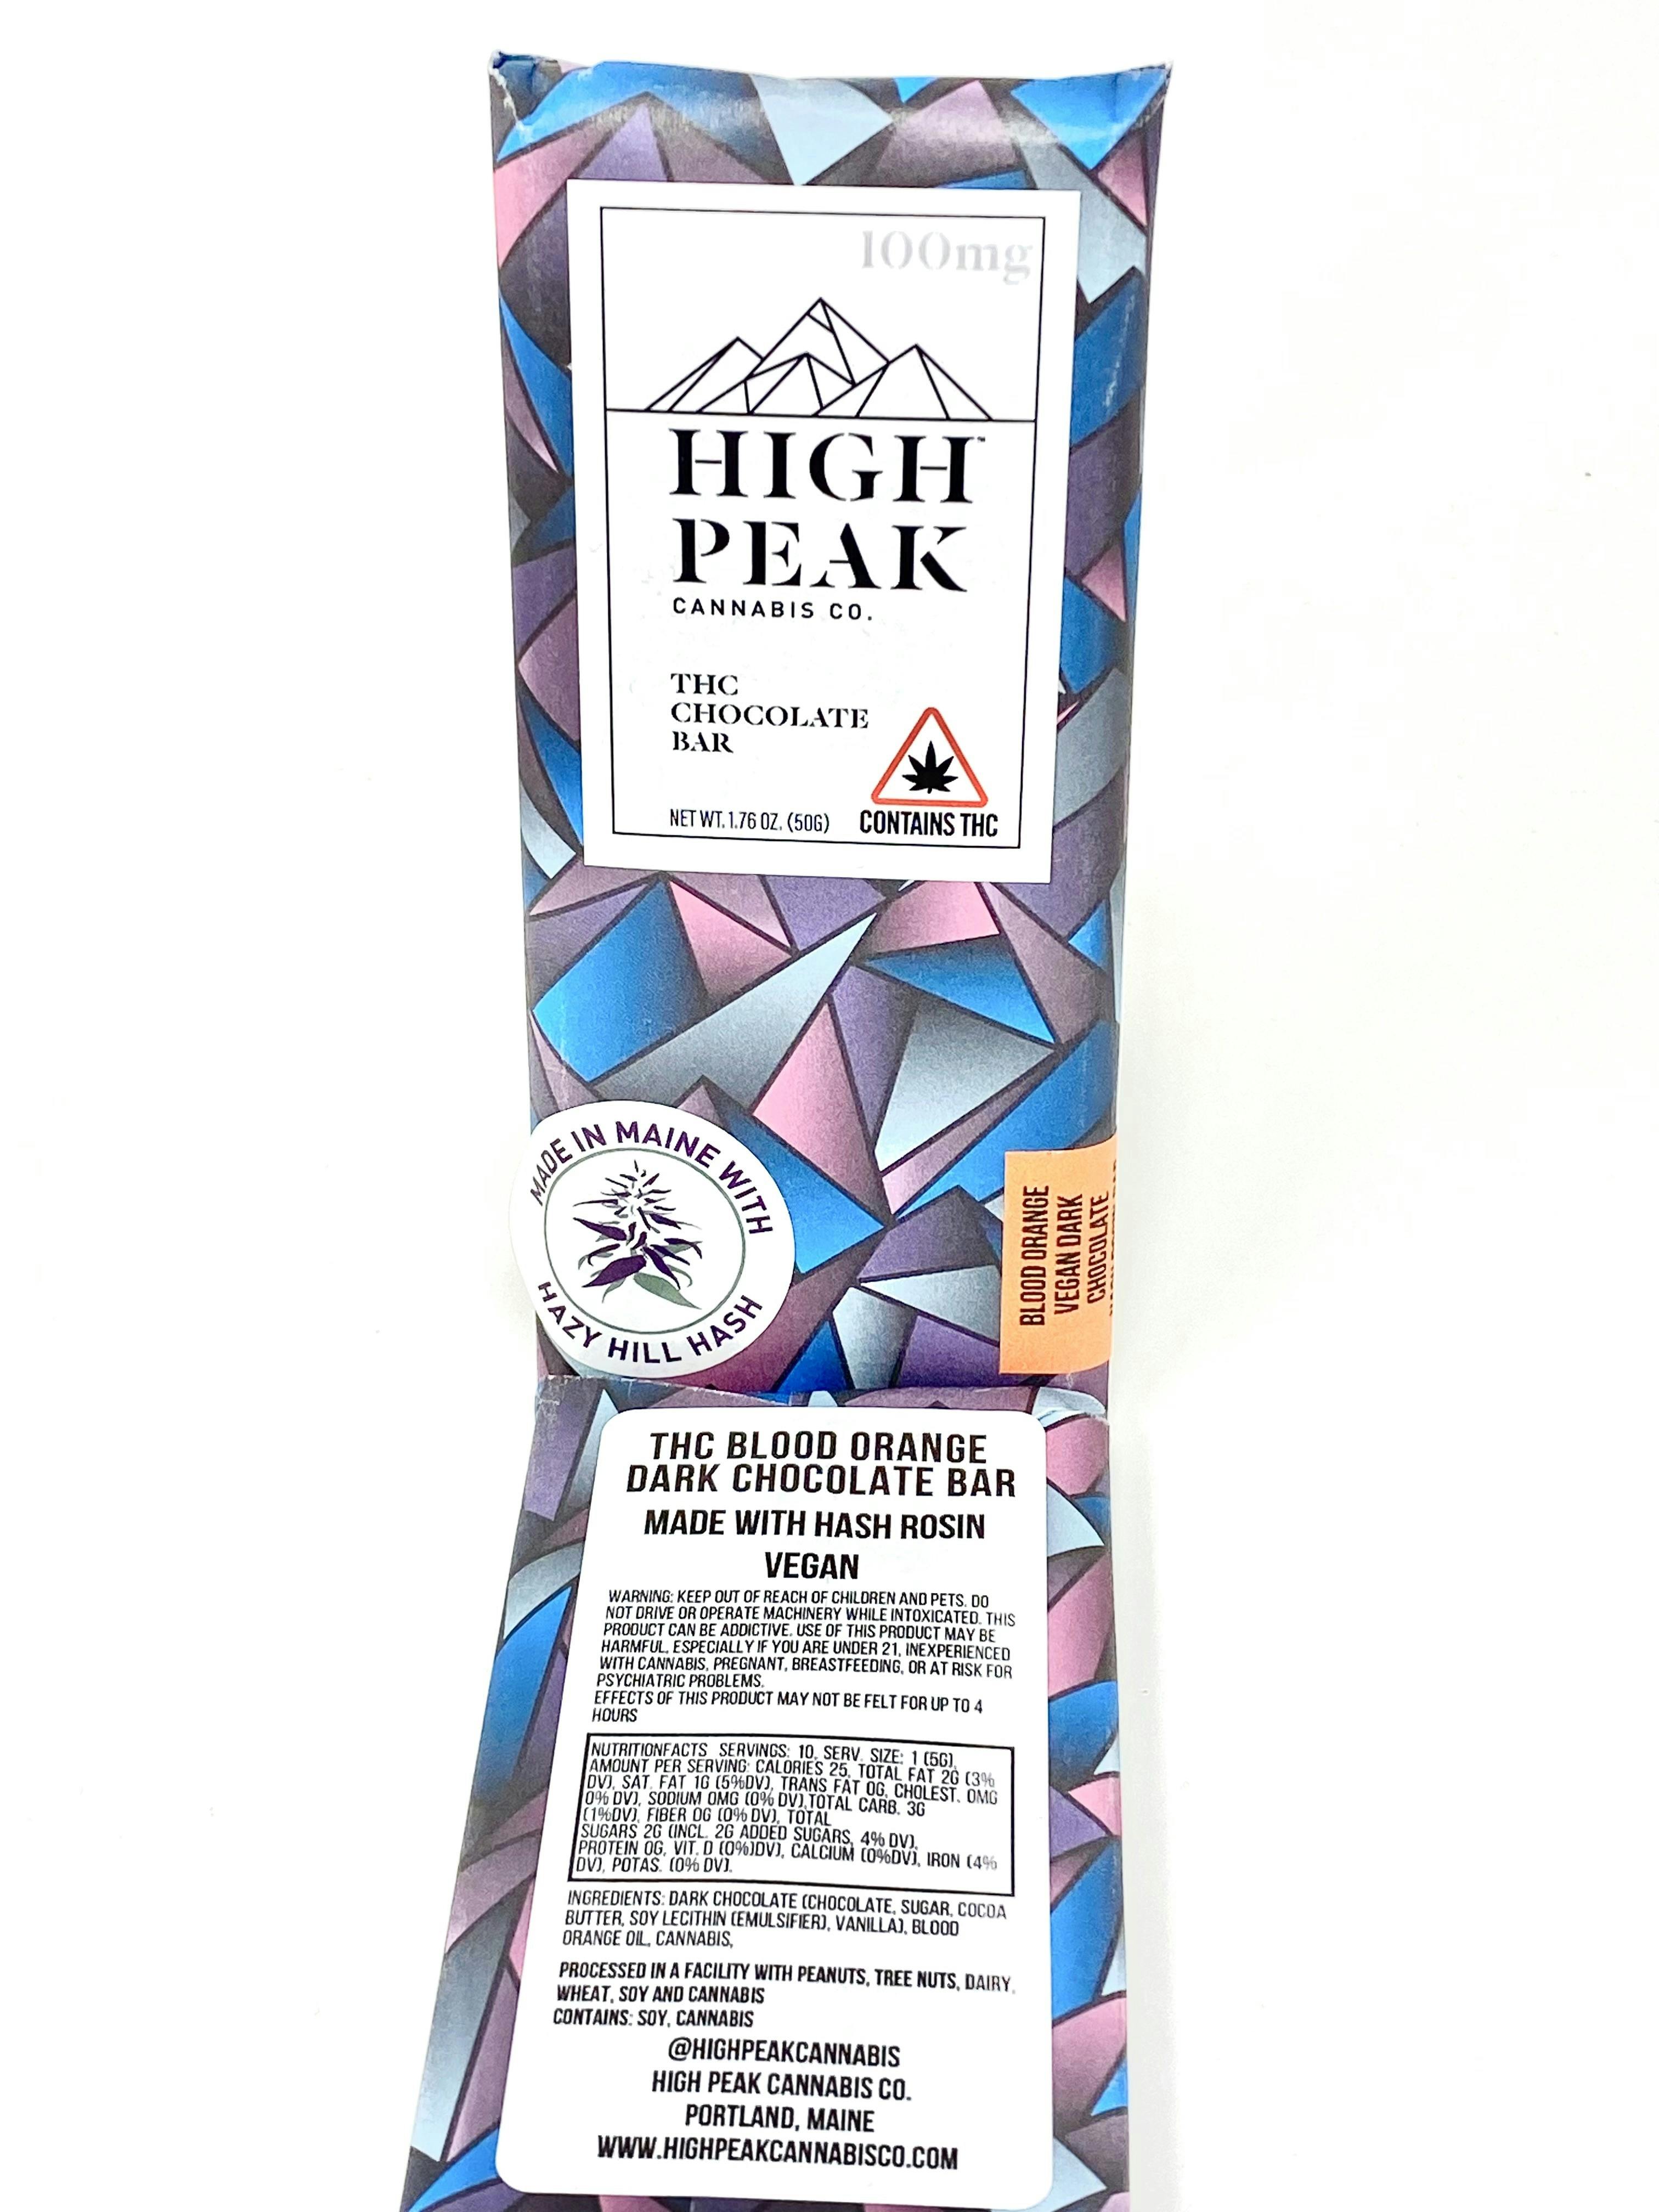 100mg
HIGH™
PEAK
CANNABIS CO.
THC
CHOCOLATE
BAR
NET WT. 1.76 OZ. (50G)
CONTAINS THC
MADE IN MAINE WITH
HAZY HILL HASH
BLOOD ORANGE
VEGAN DARK
CHOCOLATE
THC BLOOD ORANGE
DARK CHOCOLATE BAR
MADE WITH HASH ROSIN
VEGAN
WARNING: KEEP OUT OF REACH OF CHILDREN AND PETS. DO
NOT DRIVE OR OPERATE MACHINERY WHILE INTOXICATED. THIS
PRODUCT CAN BE ADDICTIVE. USE OF THIS PRODUCT MAY BE
HARMFUL, ESPECIALLY IF YOU ARE UNDER 21, INEXPERIENCED
WITH CANNABIS, PREGNANT, BREASTFEEDING, OR AT RISK FOR
PSYCHIATRIC PROBLEMS.
EFFECTS OF THIS PRODUCT MAY NOT BE FELT FOR UP TO 4
HOURS
NUTRITIONFACTS SERVINGS: 10, SERV. SIZE: 1 (5G),
AMOUNT PER SERVING: CALORIES 25, TOTAL FAT 2G (3%
DV), SAT. FAT 1G (5%DV), TRANS FAT 0G, CHOLEST. 0MG
0% DV), SODIUM 0MG (0% DV),TOTAL CARB. 3G
(1%DV). FIBER 0G (0% DV), TOTAL
SUGARS 2G (INCL. 2G ADDED SUGARS, 4% DV),
PROTEIN 0G, VIT. D (0%)DV), CALCIUM (0%DV), IRON (4%
DV), POTAS. (0% DV).
INGREDIENTS: DARK CHOCOLATE (CHOCOLATE, SUGAR, COCOA
BUTTER, SOY LECITHIN (EMULSIFIER), VANILLA), BLOOD
ORANGE OIL, CANNABIS,
PROCESSED IN A FACILITY WITH PEANUTS, TREE NUTS, DAIRY,
WHEAT, SOY AND CANNABIS
CONTAINS: SOY, CANNABIS
@HIGHPEAKCANNABIS
HIGH PEAK CANNABIS CO.
PORTLAND, MAINE
WWW.HIGHPEAKCANNABISCO.COM